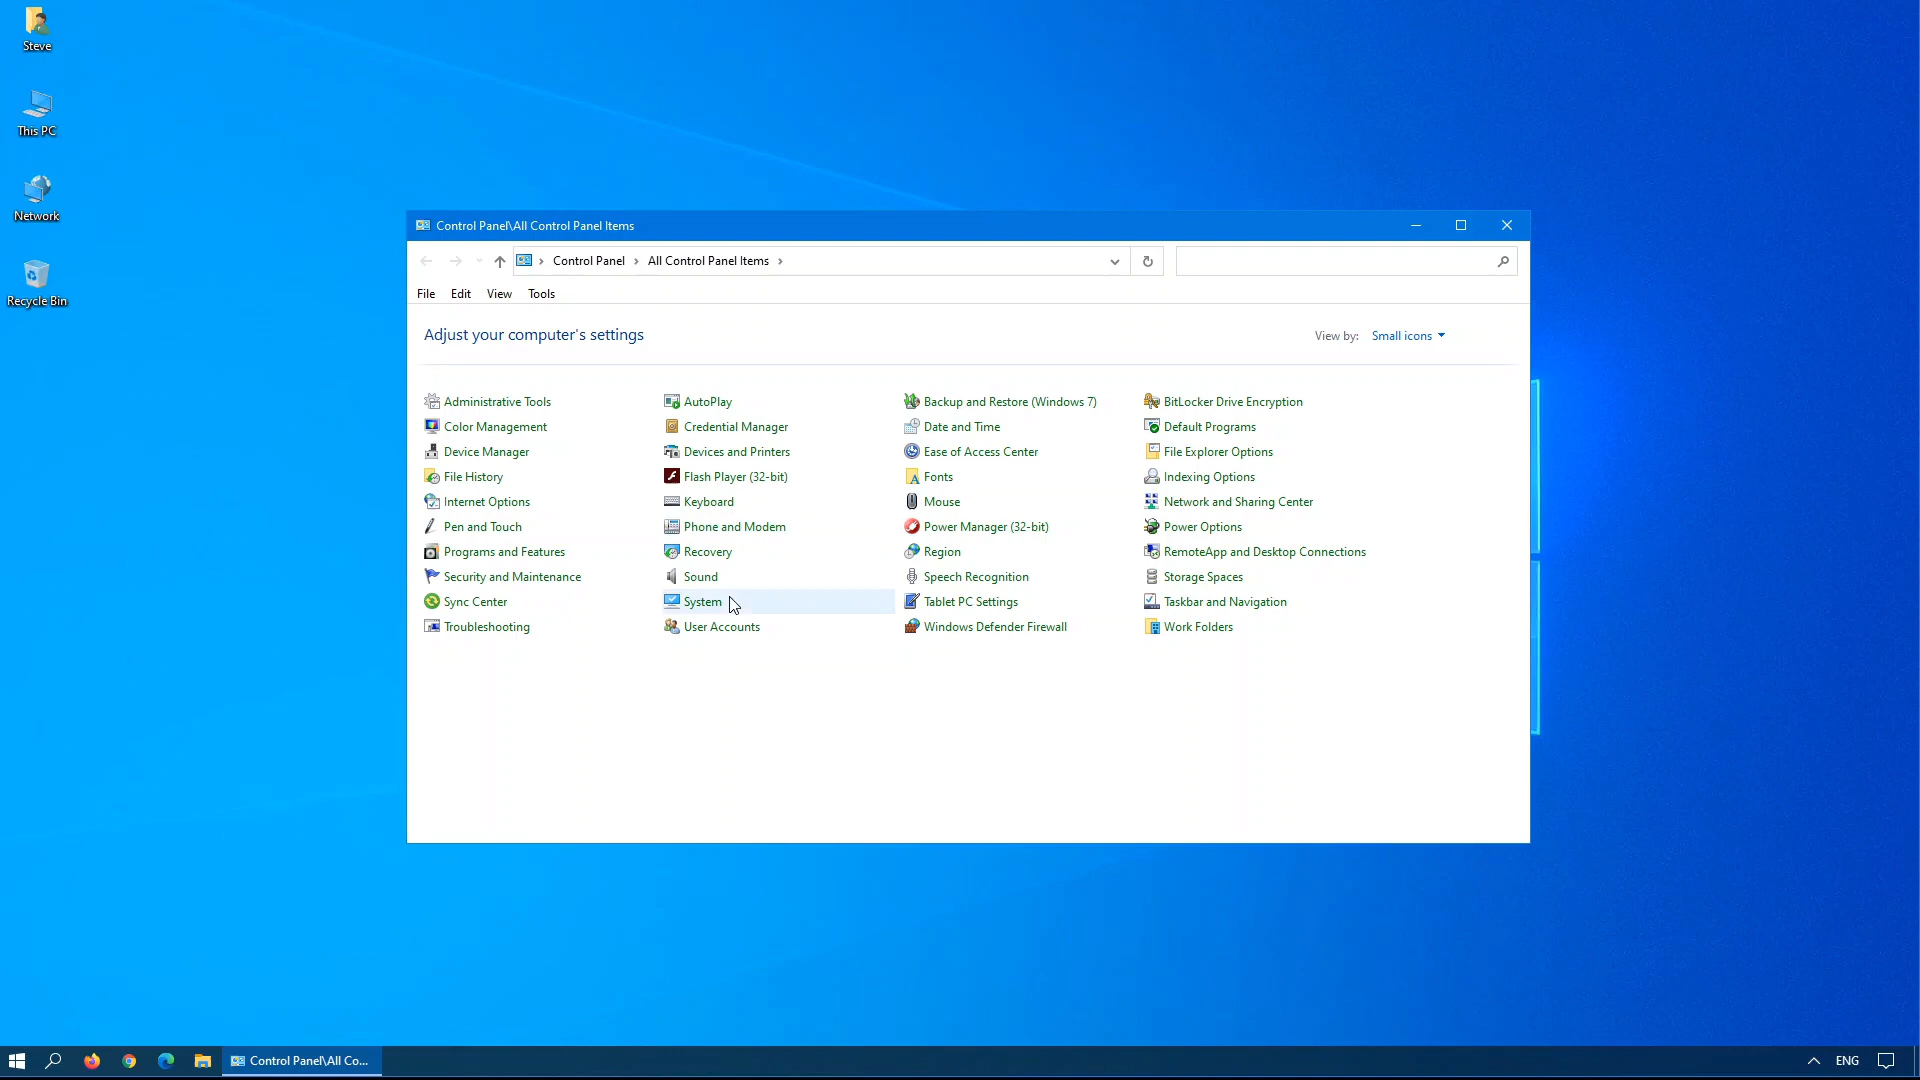 Steve
This PC
Network
Recycle Bin
Control Panel\All Control Panel Items
Control Panel
All Control Panel Items
File Edit View Tools
Adjust your computer's settings
View by: Small icons
Administrative Tools
AutoPlay
Backup and Restore (Windows 7)
BitLocker Drive Encryption
Color Management
Credential Manager
Date and Time
Default Programs
Device Manager
Devices and Printers
Ease of Access Center
File Explorer Options
File History
Flash Player (32-bit)
Fonts
Indexing Options
Internet Options
Keyboard
Mouse
Network and Sharing Center
Pen and Touch
Phone and Modem
Power Manager (32-bit)
Power Options
Programs and Features
Recovery
Region
RemoteApp and Desktop Connections
Security and Maintenance
Sound
Speech Recognition
Storage Spaces
Sync Center
System
Tablet PC Settings
Taskbar and Navigation
Troubleshooting
User Accounts
Windows Defender Firewall
Work Folders
Control Panel\All Co...
ENG